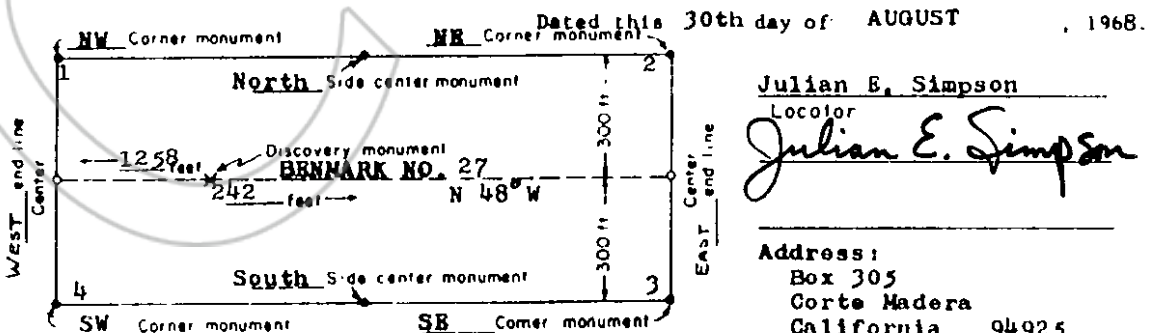 Dated this 30th day of AUGUST , 1968.
NW Corner monument
NE Corner monument
1
2
North Side center monument
300 ft
Julian E. Simpson
Locator
Julian E. Simpson
WEST end line
Center
1258 feet
Discovery monument
BENMARK NO. 27
242 feet
N 48° W
Center
EAST end line
300 ft
Address:
Box 305
Corte Madera
California 94925
South Side center monument
4
3
SW Corner monument
SE Corner monument